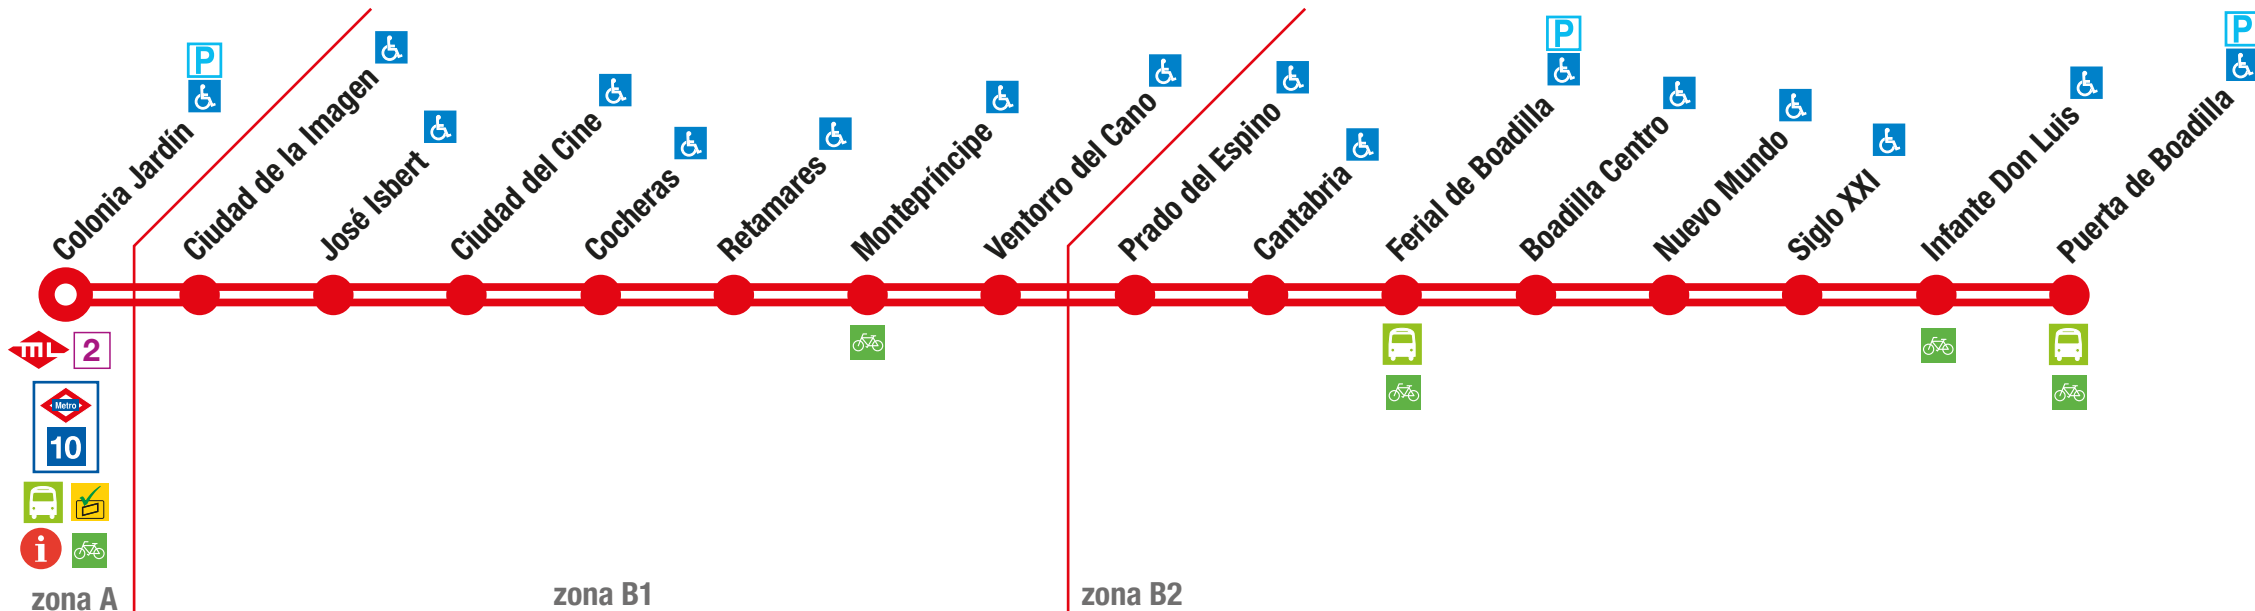 P
P
P
Colonia Jardín
Ciudad de la Imagen
José Isbert
Ciudad del Cine
Cocheras
Retamares
Montepríncipe
Ventorro del Cano
Prado del Espino
Cantabria
Ferial de Boadilla
Boadilla Centro
Nuevo Mundo
Siglo XXI
Infante Don Luis
Puerta de Boadilla
ML 2
Metro
10
i
zona A
zona B1
zona B2